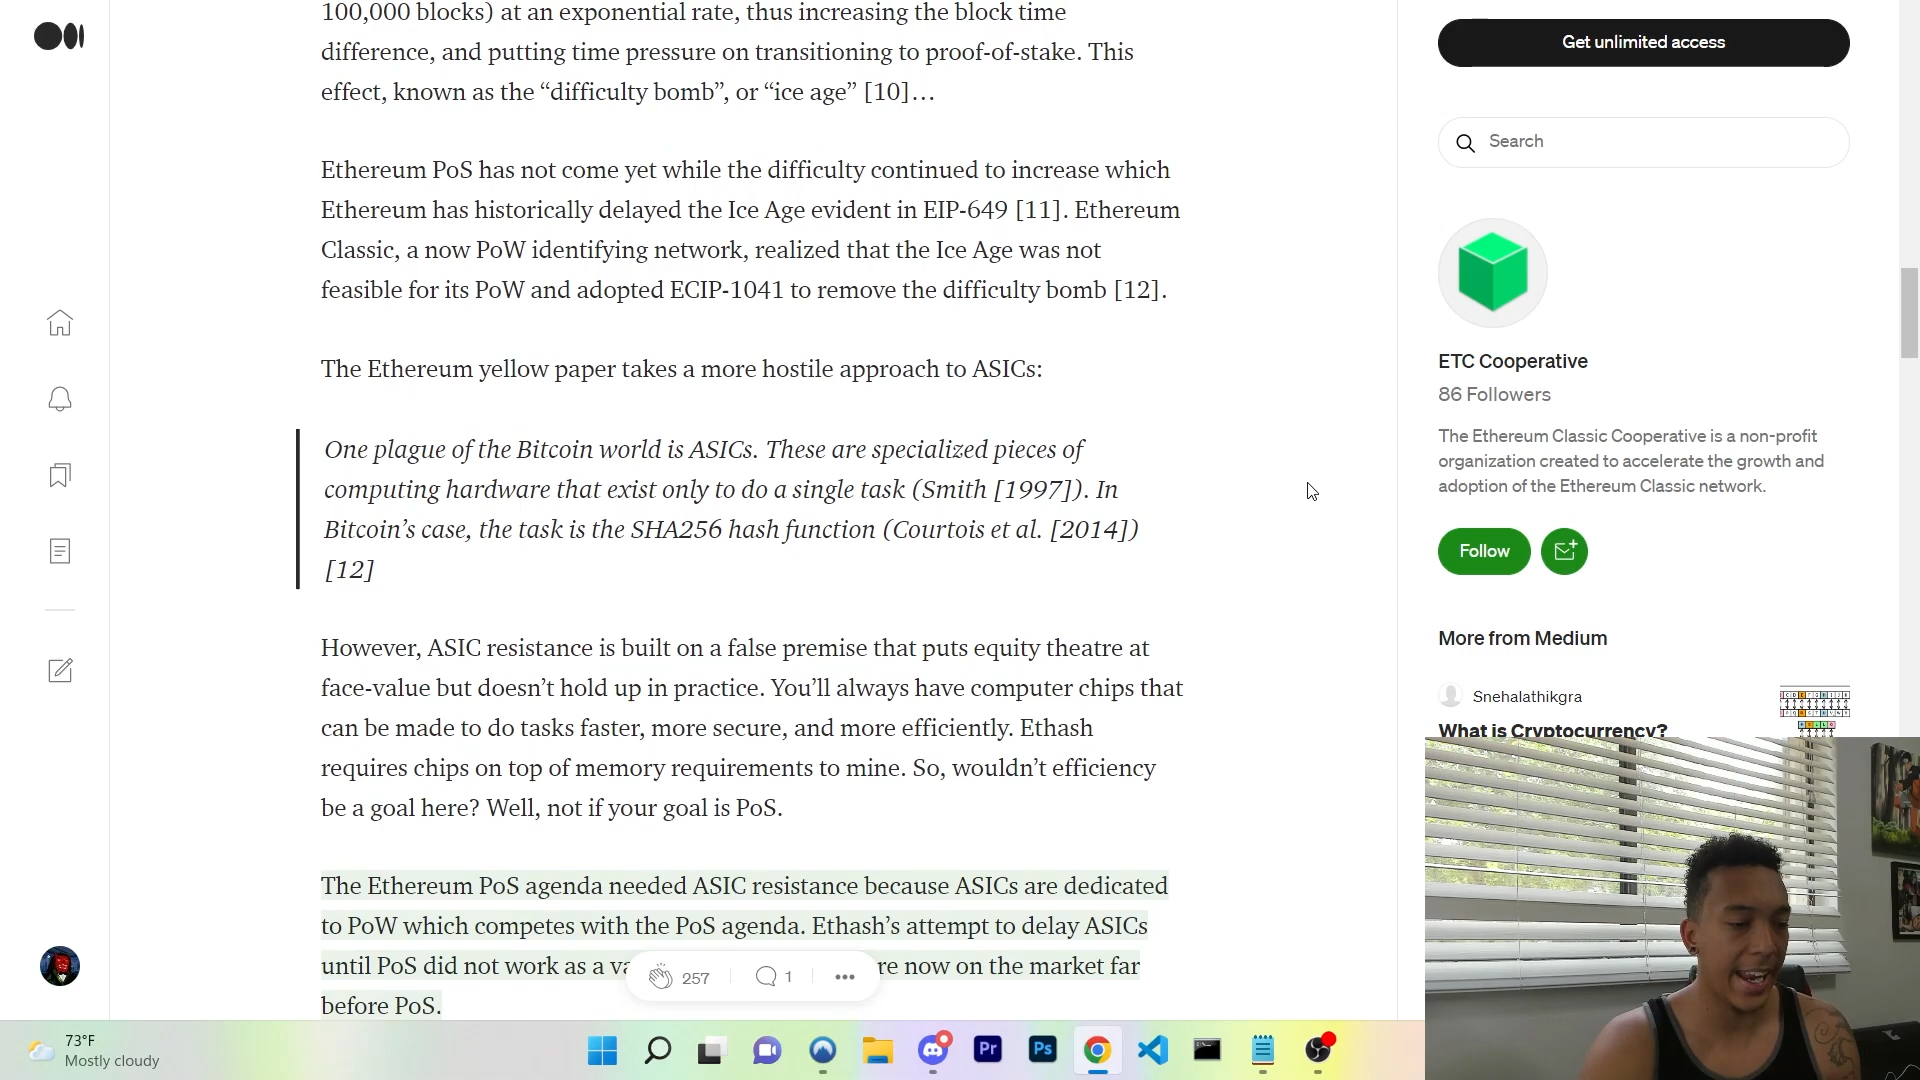 100,000 blocks) at an exponential rate, thus increasing the block time
difference, and putting time pressure on transitioning to proof-of-stake. This
effect, known as the “difficulty bomb”, or “ice age” [10]…
Ethereum PoS has not come yet while the difficulty continued to increase which
Ethereum has historically delayed the Ice Age evident in EIP-649 [11]. Ethereum
Classic, a now PoW identifying network, realized that the Ice Age was not
feasible for its PoW and adopted ECIP-1041 to remove the difficulty bomb [12].
The Ethereum yellow paper takes a more hostile approach to ASICs:
One plague of the Bitcoin world is ASICs. These are specialized pieces of
computing hardware that exist only to do a single task (Smith [1997]). In
Bitcoin’s case, the task is the SHA256 hash function (Courtois et al. [2014])
[12]
However, ASIC resistance is built on a false premise that puts equity theatre at
face-value but doesn’t hold up in practice. You’ll always have computer chips that
can be made to do tasks faster, more secure, and more efficiently. Ethash
requires chips on top of memory requirements to mine. So, wouldn’t efficiency
be a goal here? Well, not if your goal is PoS.
The Ethereum PoS agenda needed ASIC resistance because ASICs are dedicated
to PoW which competes with the PoS agenda. Ethash’s attempt to delay ASICs
until PoS did not work as a va
re now on the market far
before PoS.
257
1
Get unlimited access
Search
ETC Cooperative
86 Followers
The Ethereum Classic Cooperative is a non-profit
organization created to accelerate the growth and
adoption of the Ethereum Classic network.
Follow
More from Medium
Snehalathikgra
What is Cryptocurrency?
73°F
Mostly cloudy
Pr
Ps